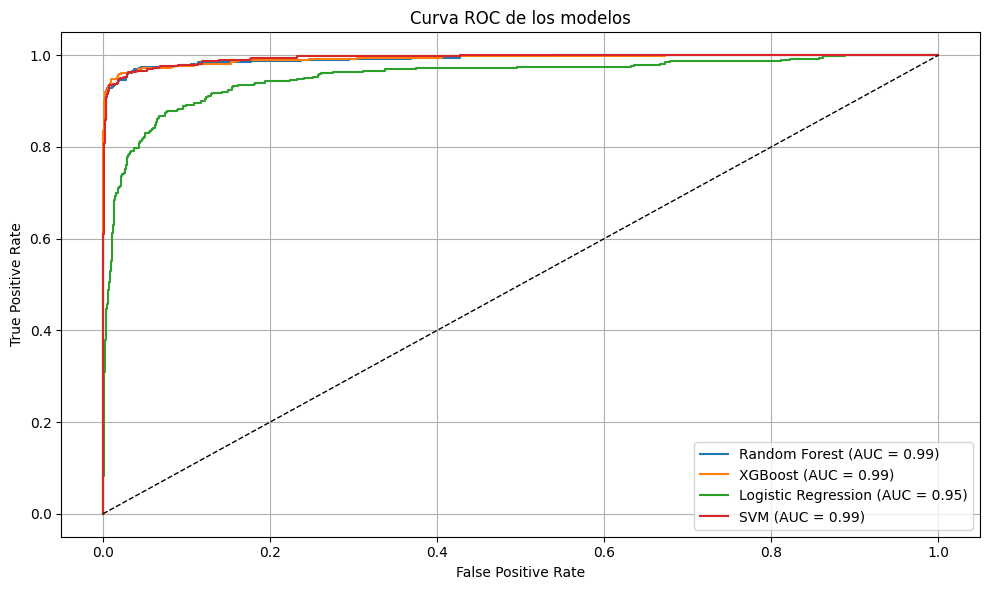 Curva ROC de los modelos
True Positive Rate
1.0
0.8
0.6
0.4
0.2
0.0
0.0 0.2 0.4 0.6 0.8 1.0
False Positive Rate
Random Forest (AUC = 0.99)
XGBoost (AUC = 0.99)
Logistic Regression (AUC = 0.95)
SVM (AUC = 0.99)